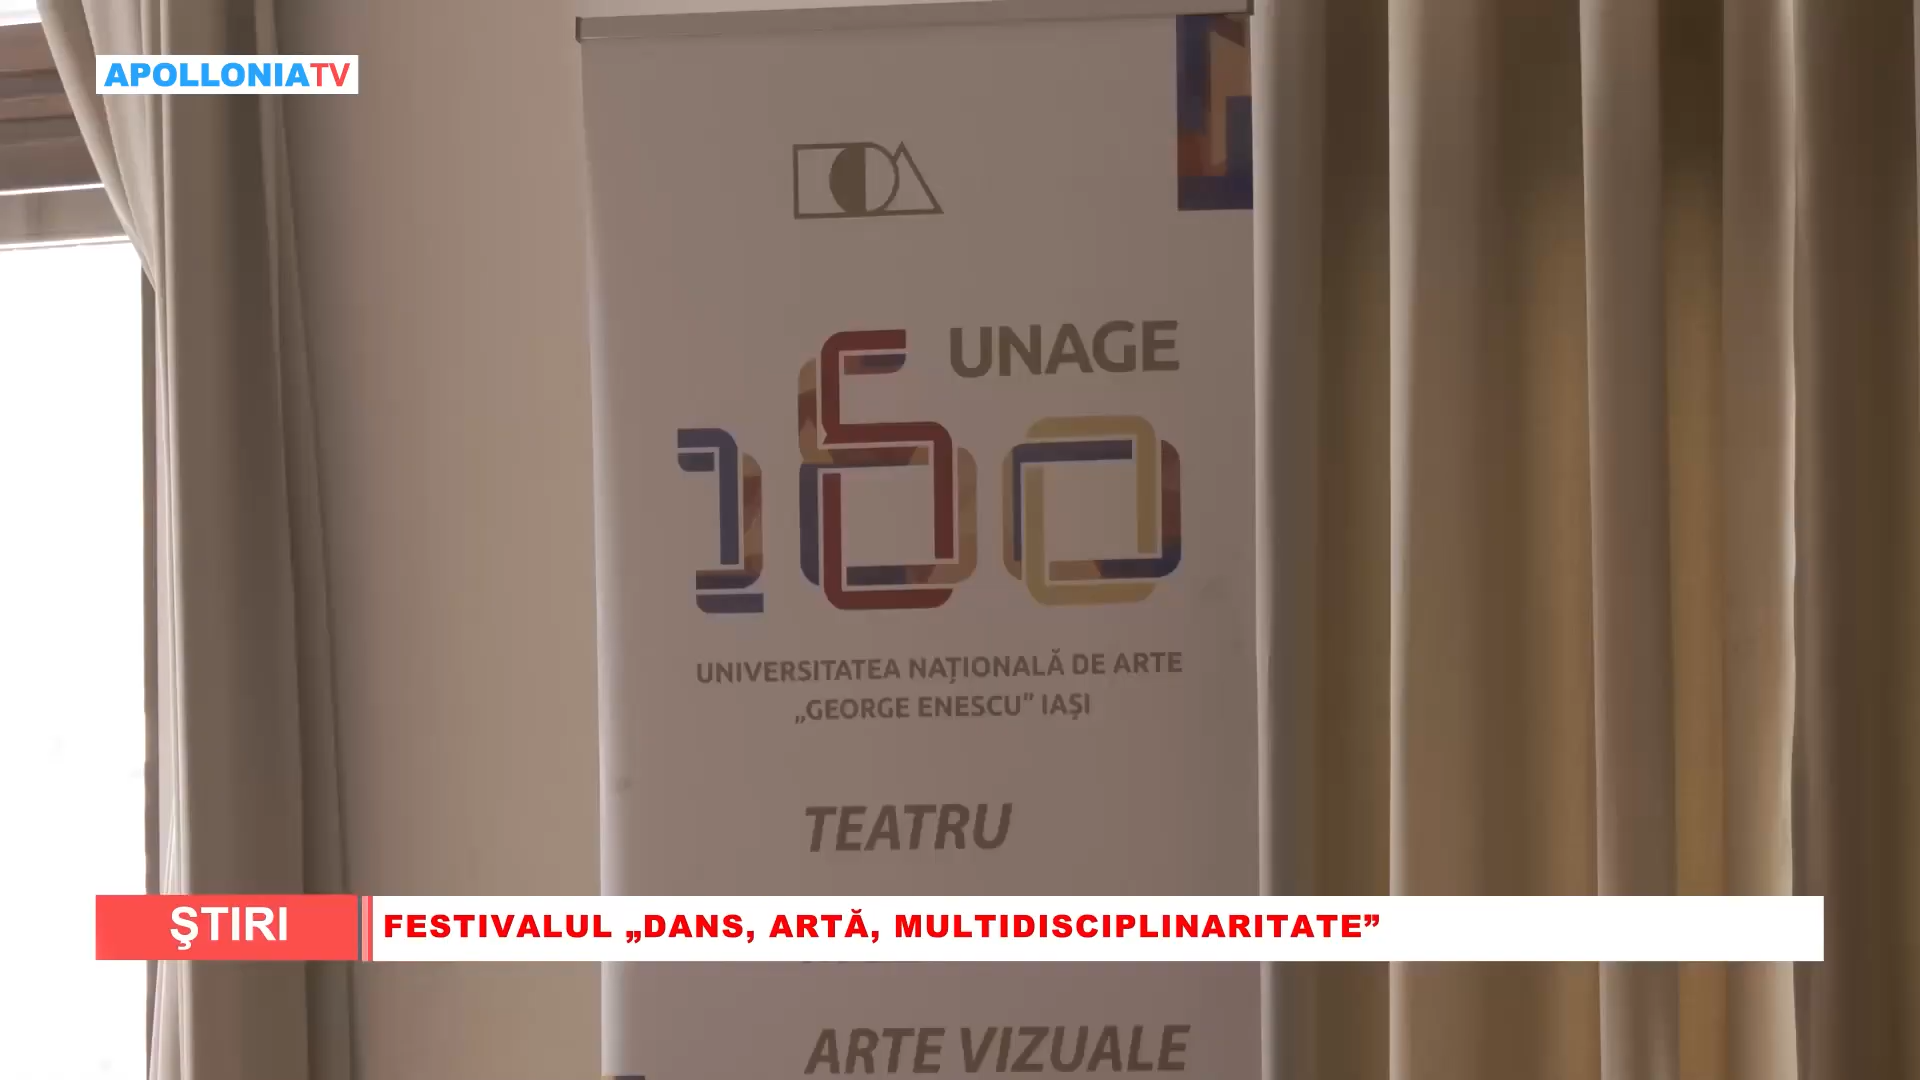 APOLLONIATV
UNAGE
160
UNIVERSITATEA NAȚIONALĂ DE ARTE
„GEORGE ENESCU” IAȘI
TEATRU
ŞTIRI
FESTIVALUL „DANS, ARTĂ, MULTIDISCIPLINARITATE”
ARTE VIZUALE